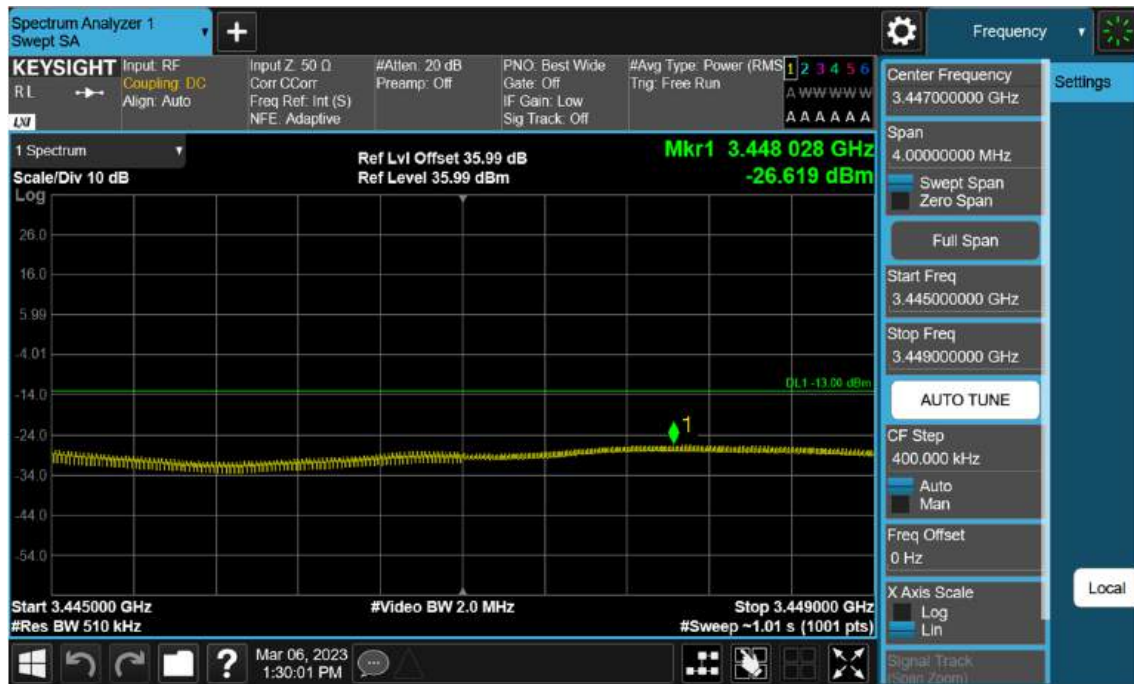 Spectrum Analyzer 1
Swept SA
+
Frequency
KEYSIGHT
RL
LXI
Input: RF
Coupling: DC
Align: Auto
Input Z: 50 Ω
Corr CCorr
Freq Ref: Int (S)
NFE: Adaptive
#Atten: 20 dB
Preamp: Off
PNO: Best Wide
Gate: Off
IF Gain: Low
Sig Track: Off
#Avg Type: Power (RMS
Trig: Free Run
1 2 3 4 5 6
A W W W W W
A A A A A A
1 Spectrum
Scale/Div 10 dB
Log
Ref Lvl Offset 35.99 dB
Ref Level 35.99 dBm
Mkr1 3.448 028 GHz
-26.619 dBm
26.0
16.0
5.99
-4.01
-14.0
-24.0
-34.0
-44.0
-54.0
DL1 -13.00 dBm
1
Start 3.445000 GHz
#Res BW 510 kHz
#Video BW 2.0 MHz
Stop 3.449000 GHz
#Sweep ~1.01 s (1001 pts)
?
Mar 06, 2023
1:30:01 PM
Center Frequency
3.447000000 GHz
Span
4.00000000 MHz
Swept Span
Zero Span
Full Span
Start Freq
3.445000000 GHz
Stop Freq
3.449000000 GHz
AUTO TUNE
CF Step
400.000 kHz
Auto
Man
Freq Offset
0 Hz
X Axis Scale
Log
Lin
Signal Track
(Span Zoom)
Settings
Local